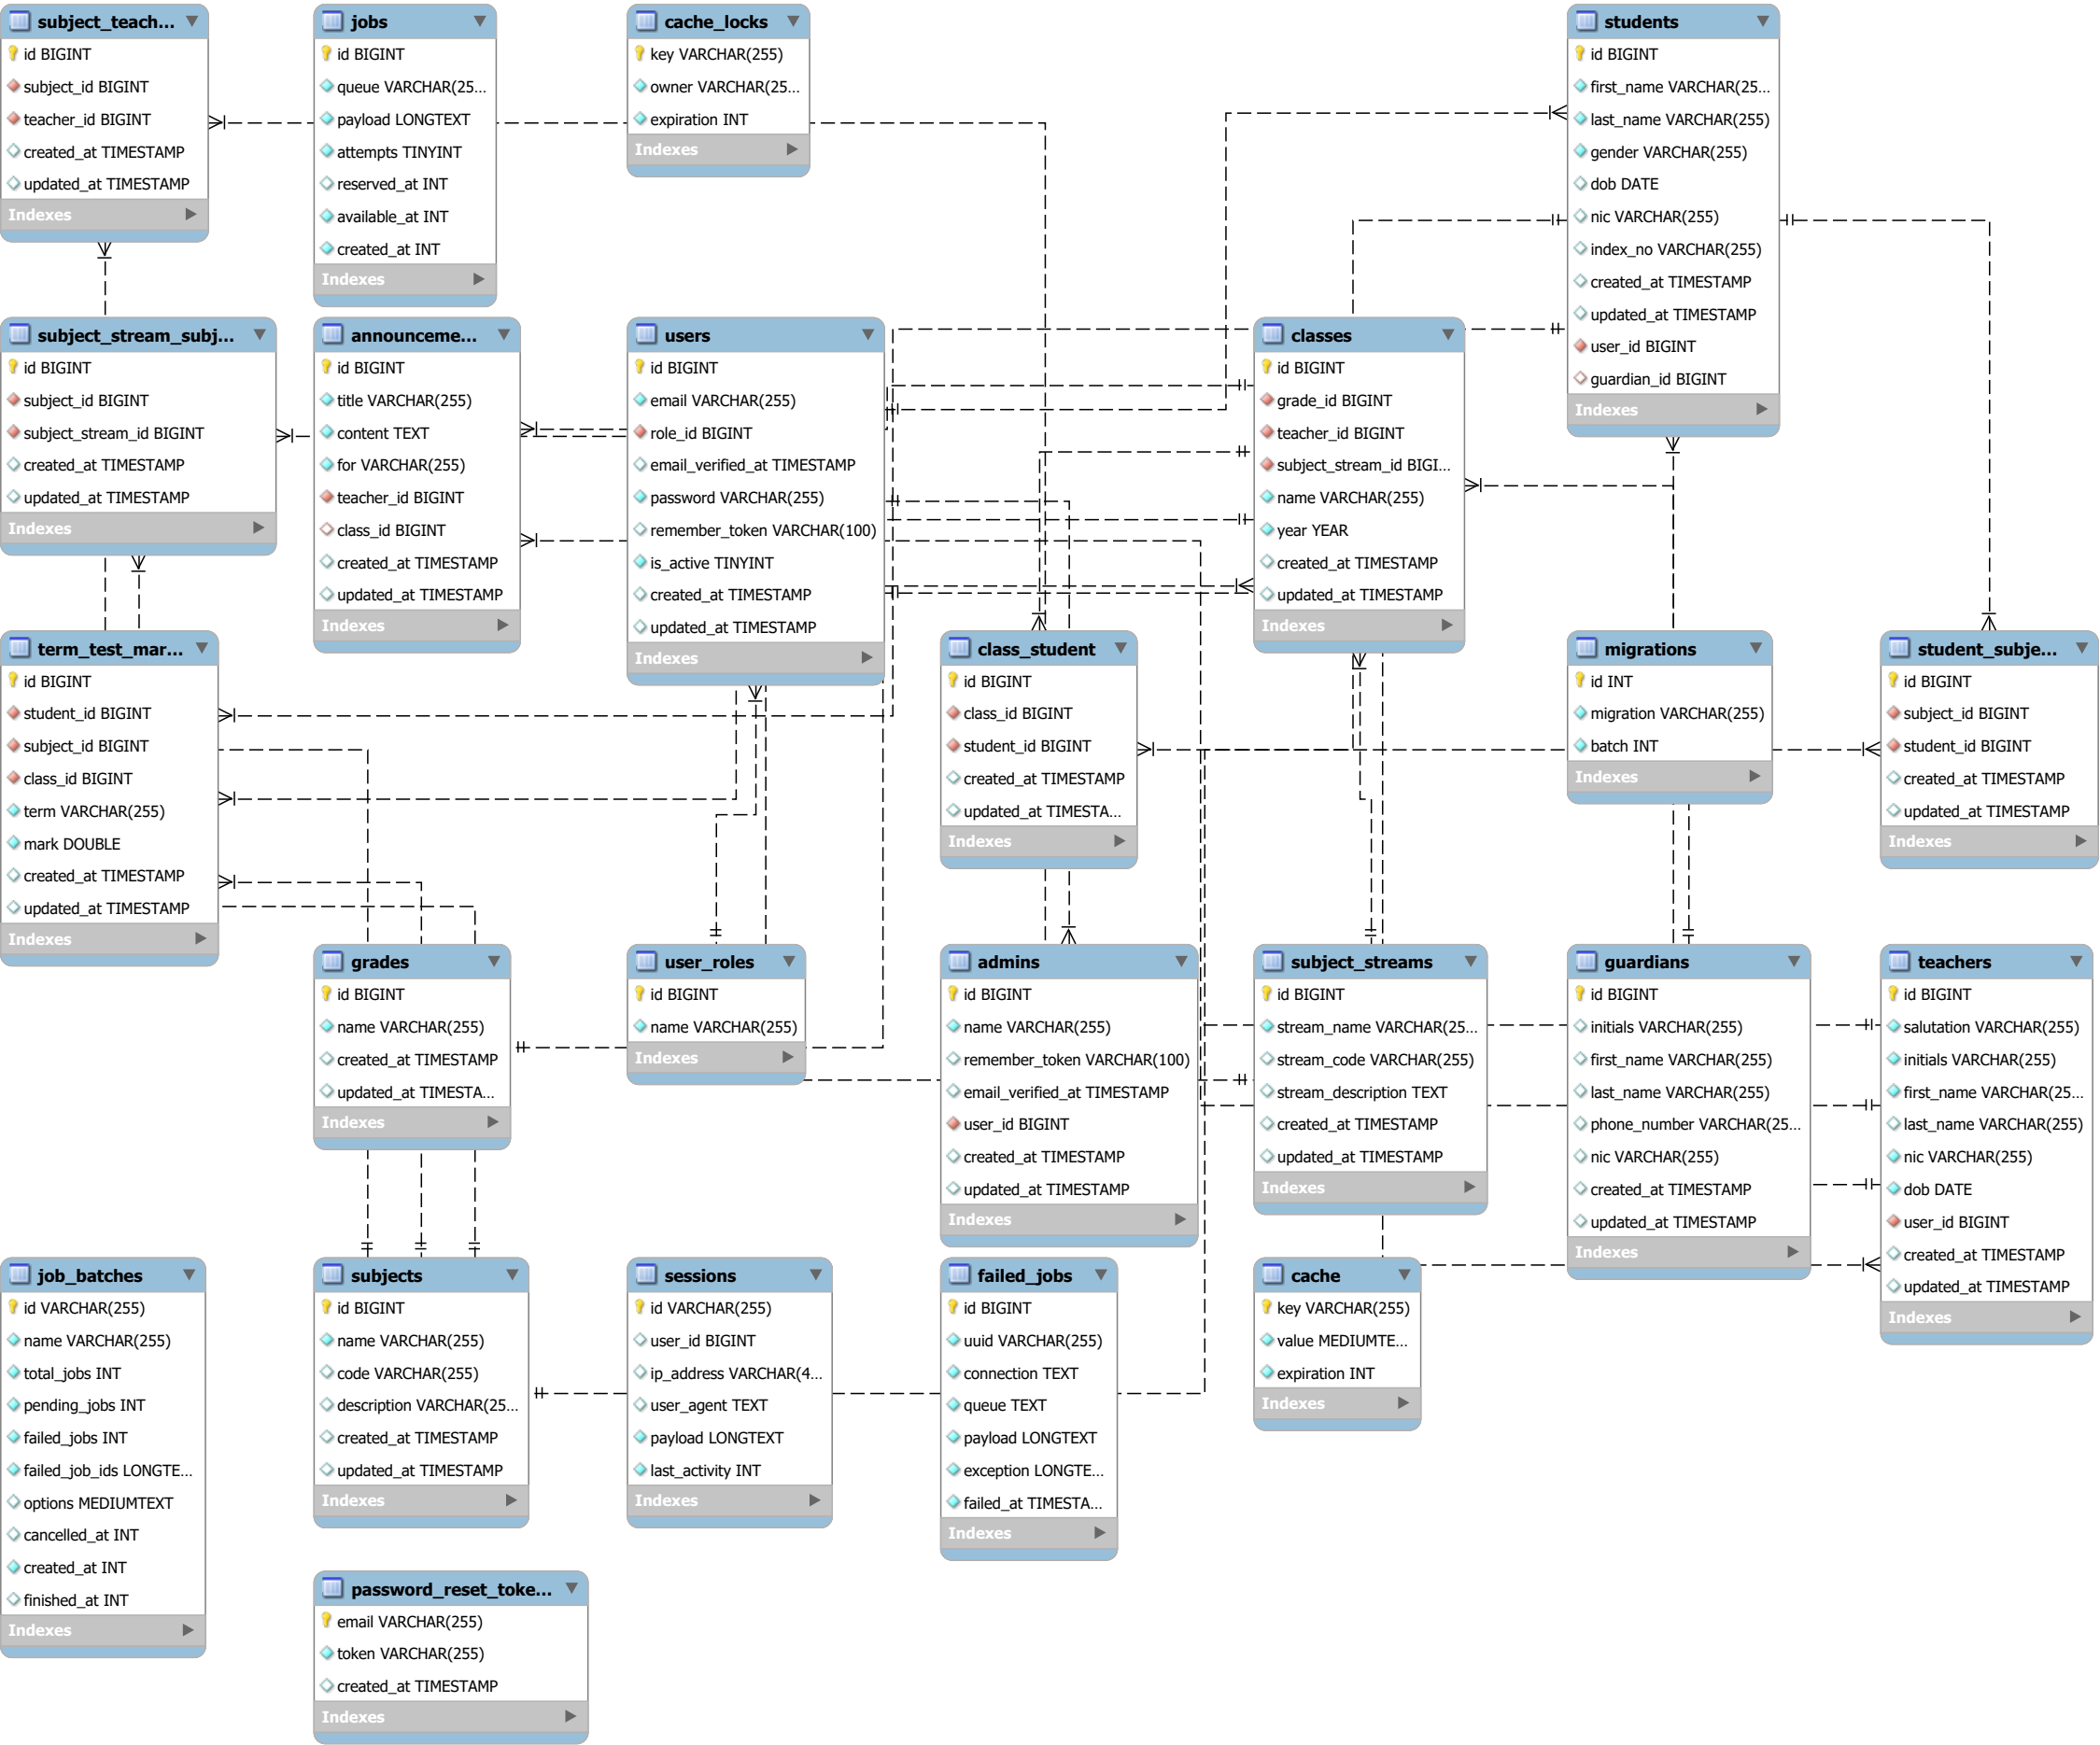 subject_teach...
id BIGINT
subject_id BIGINT
teacher_id BIGINT
created_at TIMESTAMP
updated_at TIMESTAMP
Indexes
jobs
id BIGINT
queue VARCHAR(25...
payload LONGTEXT
attempts TINYINT
reserved_at INT
available_at INT
created_at INT
Indexes
cache_locks
key VARCHAR(255)
owner VARCHAR(25...
expiration INT
Indexes
students
id BIGINT
first_name VARCHAR(25...
last_name VARCHAR(255)
gender VARCHAR(255)
dob DATE
nic VARCHAR(255)
index_no VARCHAR(255)
created_at TIMESTAMP
updated_at TIMESTAMP
user_id BIGINT
guardian_id BIGINT
Indexes
subject_stream_subj...
id BIGINT
subject_id BIGINT
subject_stream_id BIGINT
created_at TIMESTAMP
updated_at TIMESTAMP
Indexes
announceme...
id BIGINT
title VARCHAR(255)
content TEXT
for VARCHAR(255)
teacher_id BIGINT
class_id BIGINT
created_at TIMESTAMP
updated_at TIMESTAMP
Indexes
users
id BIGINT
email VARCHAR(255)
role_id BIGINT
email_verified_at TIMESTAMP
password VARCHAR(255)
remember_token VARCHAR(100)
is_active TINYINT
created_at TIMESTAMP
updated_at TIMESTAMP
Indexes
classes
id BIGINT
grade_id BIGINT
teacher_id BIGINT
subject_stream_id BIGI...
name VARCHAR(255)
year YEAR
created_at TIMESTAMP
updated_at TIMESTAMP
Indexes
term_test_mar...
id BIGINT
student_id BIGINT
subject_id BIGINT
class_id BIGINT
term VARCHAR(255)
mark DOUBLE
created_at TIMESTAMP
updated_at TIMESTAMP
Indexes
class_student
id BIGINT
class_id BIGINT
student_id BIGINT
created_at TIMESTAMP
updated_at TIMESTA...
Indexes
migrations
id INT
migration VARCHAR(255)
batch INT
Indexes
student_subje...
id BIGINT
subject_id BIGINT
student_id BIGINT
created_at TIMESTAMP
updated_at TIMESTAMP
Indexes
grades
id BIGINT
name VARCHAR(255)
created_at TIMESTAMP
updated_at TIMESTA...
Indexes
user_roles
id BIGINT
name VARCHAR(255)
Indexes
admins
id BIGINT
name VARCHAR(255)
remember_token VARCHAR(100)
email_verified_at TIMESTAMP
user_id BIGINT
created_at TIMESTAMP
updated_at TIMESTAMP
Indexes
subject_streams
id BIGINT
stream_name VARCHAR(25...
stream_code VARCHAR(255)
stream_description TEXT
created_at TIMESTAMP
updated_at TIMESTAMP
Indexes
guardians
id BIGINT
initials VARCHAR(255)
first_name VARCHAR(255)
last_name VARCHAR(255)
phone_number VARCHAR(25...
nic VARCHAR(255)
created_at TIMESTAMP
updated_at TIMESTAMP
Indexes
teachers
id BIGINT
salutation VARCHAR(255)
initials VARCHAR(255)
first_name VARCHAR(25...
last_name VARCHAR(255)
nic VARCHAR(255)
dob DATE
user_id BIGINT
created_at TIMESTAMP
updated_at TIMESTAMP
Indexes
job_batches
id VARCHAR(255)
name VARCHAR(255)
total_jobs INT
pending_jobs INT
failed_jobs INT
failed_job_ids LONGTE...
options MEDIUMTEXT
cancelled_at INT
created_at INT
finished_at INT
Indexes
subjects
id BIGINT
name VARCHAR(255)
code VARCHAR(255)
description VARCHAR(25...
created_at TIMESTAMP
updated_at TIMESTAMP
Indexes
sessions
id VARCHAR(255)
user_id BIGINT
ip_address VARCHAR(4...
user_agent TEXT
payload LONGTEXT
last_activity INT
Indexes
failed_jobs
id BIGINT
uuid VARCHAR(255)
connection TEXT
queue TEXT
payload LONGTEXT
exception LONGTE...
failed_at TIMESTA...
Indexes
cache
key VARCHAR(255)
value MEDIUMTE...
expiration INT
Indexes
password_reset_toke...
email VARCHAR(255)
token VARCHAR(255)
created_at TIMESTAMP
Indexes